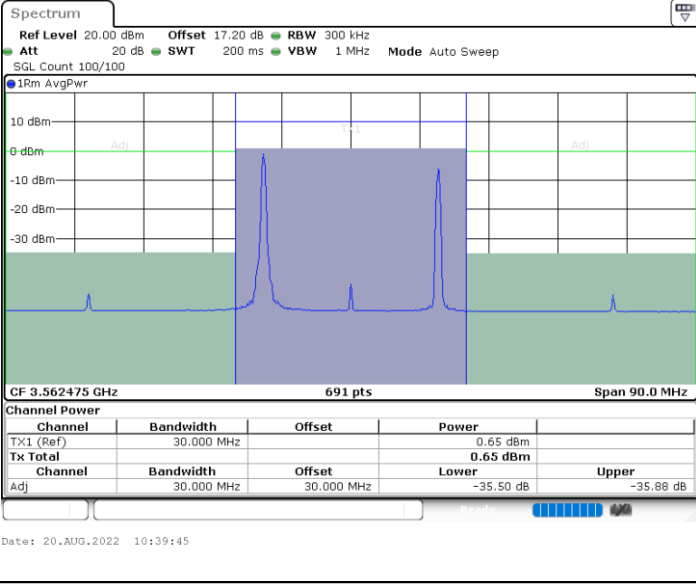 Spectrum
Ref Level 20.00 dBm Offset 17.20 dB RBW 300 kHz
Att 20 dB SWT 200 ms VBW 1 MHz Mode Auto Sweep
SGL Count 100/100
1Rm AvgPwr
10 dBm
TX1
0 dBm
Adj Adj
-10 dBm
-20 dBm
-30 dBm
CF 3.562475 GHz 691 pts Span 90.0 MHz
Channel Power
Channel Bandwidth Offset Power
TX1 (Ref) 30.000 MHz 0.65 dBm
Tx Total 0.65 dBm
Channel Bandwidth Offset Lower Upper
Adj 30.000 MHz 30.000 MHz -35.50 dB -35.88 dB
Ready
Date: 20.AUG.2022 10:39:45